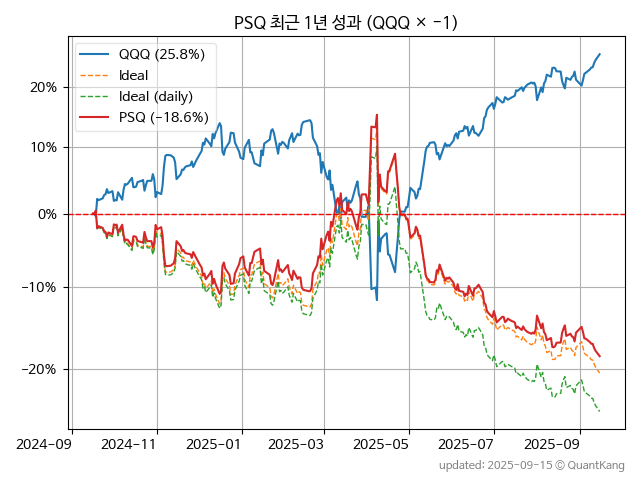 PSQ 최근 1년 성과 (QQQ × −1)
QQQ (25.8%)
Ideal
Ideal (daily)
PSQ (−18.6%)
20%
10%
0%
−10%
−20%
2024-09
2024-11
2025-01
2025-03
2025-05
2025-07
2025-09
updated: 2025-09-15 © QuantKang